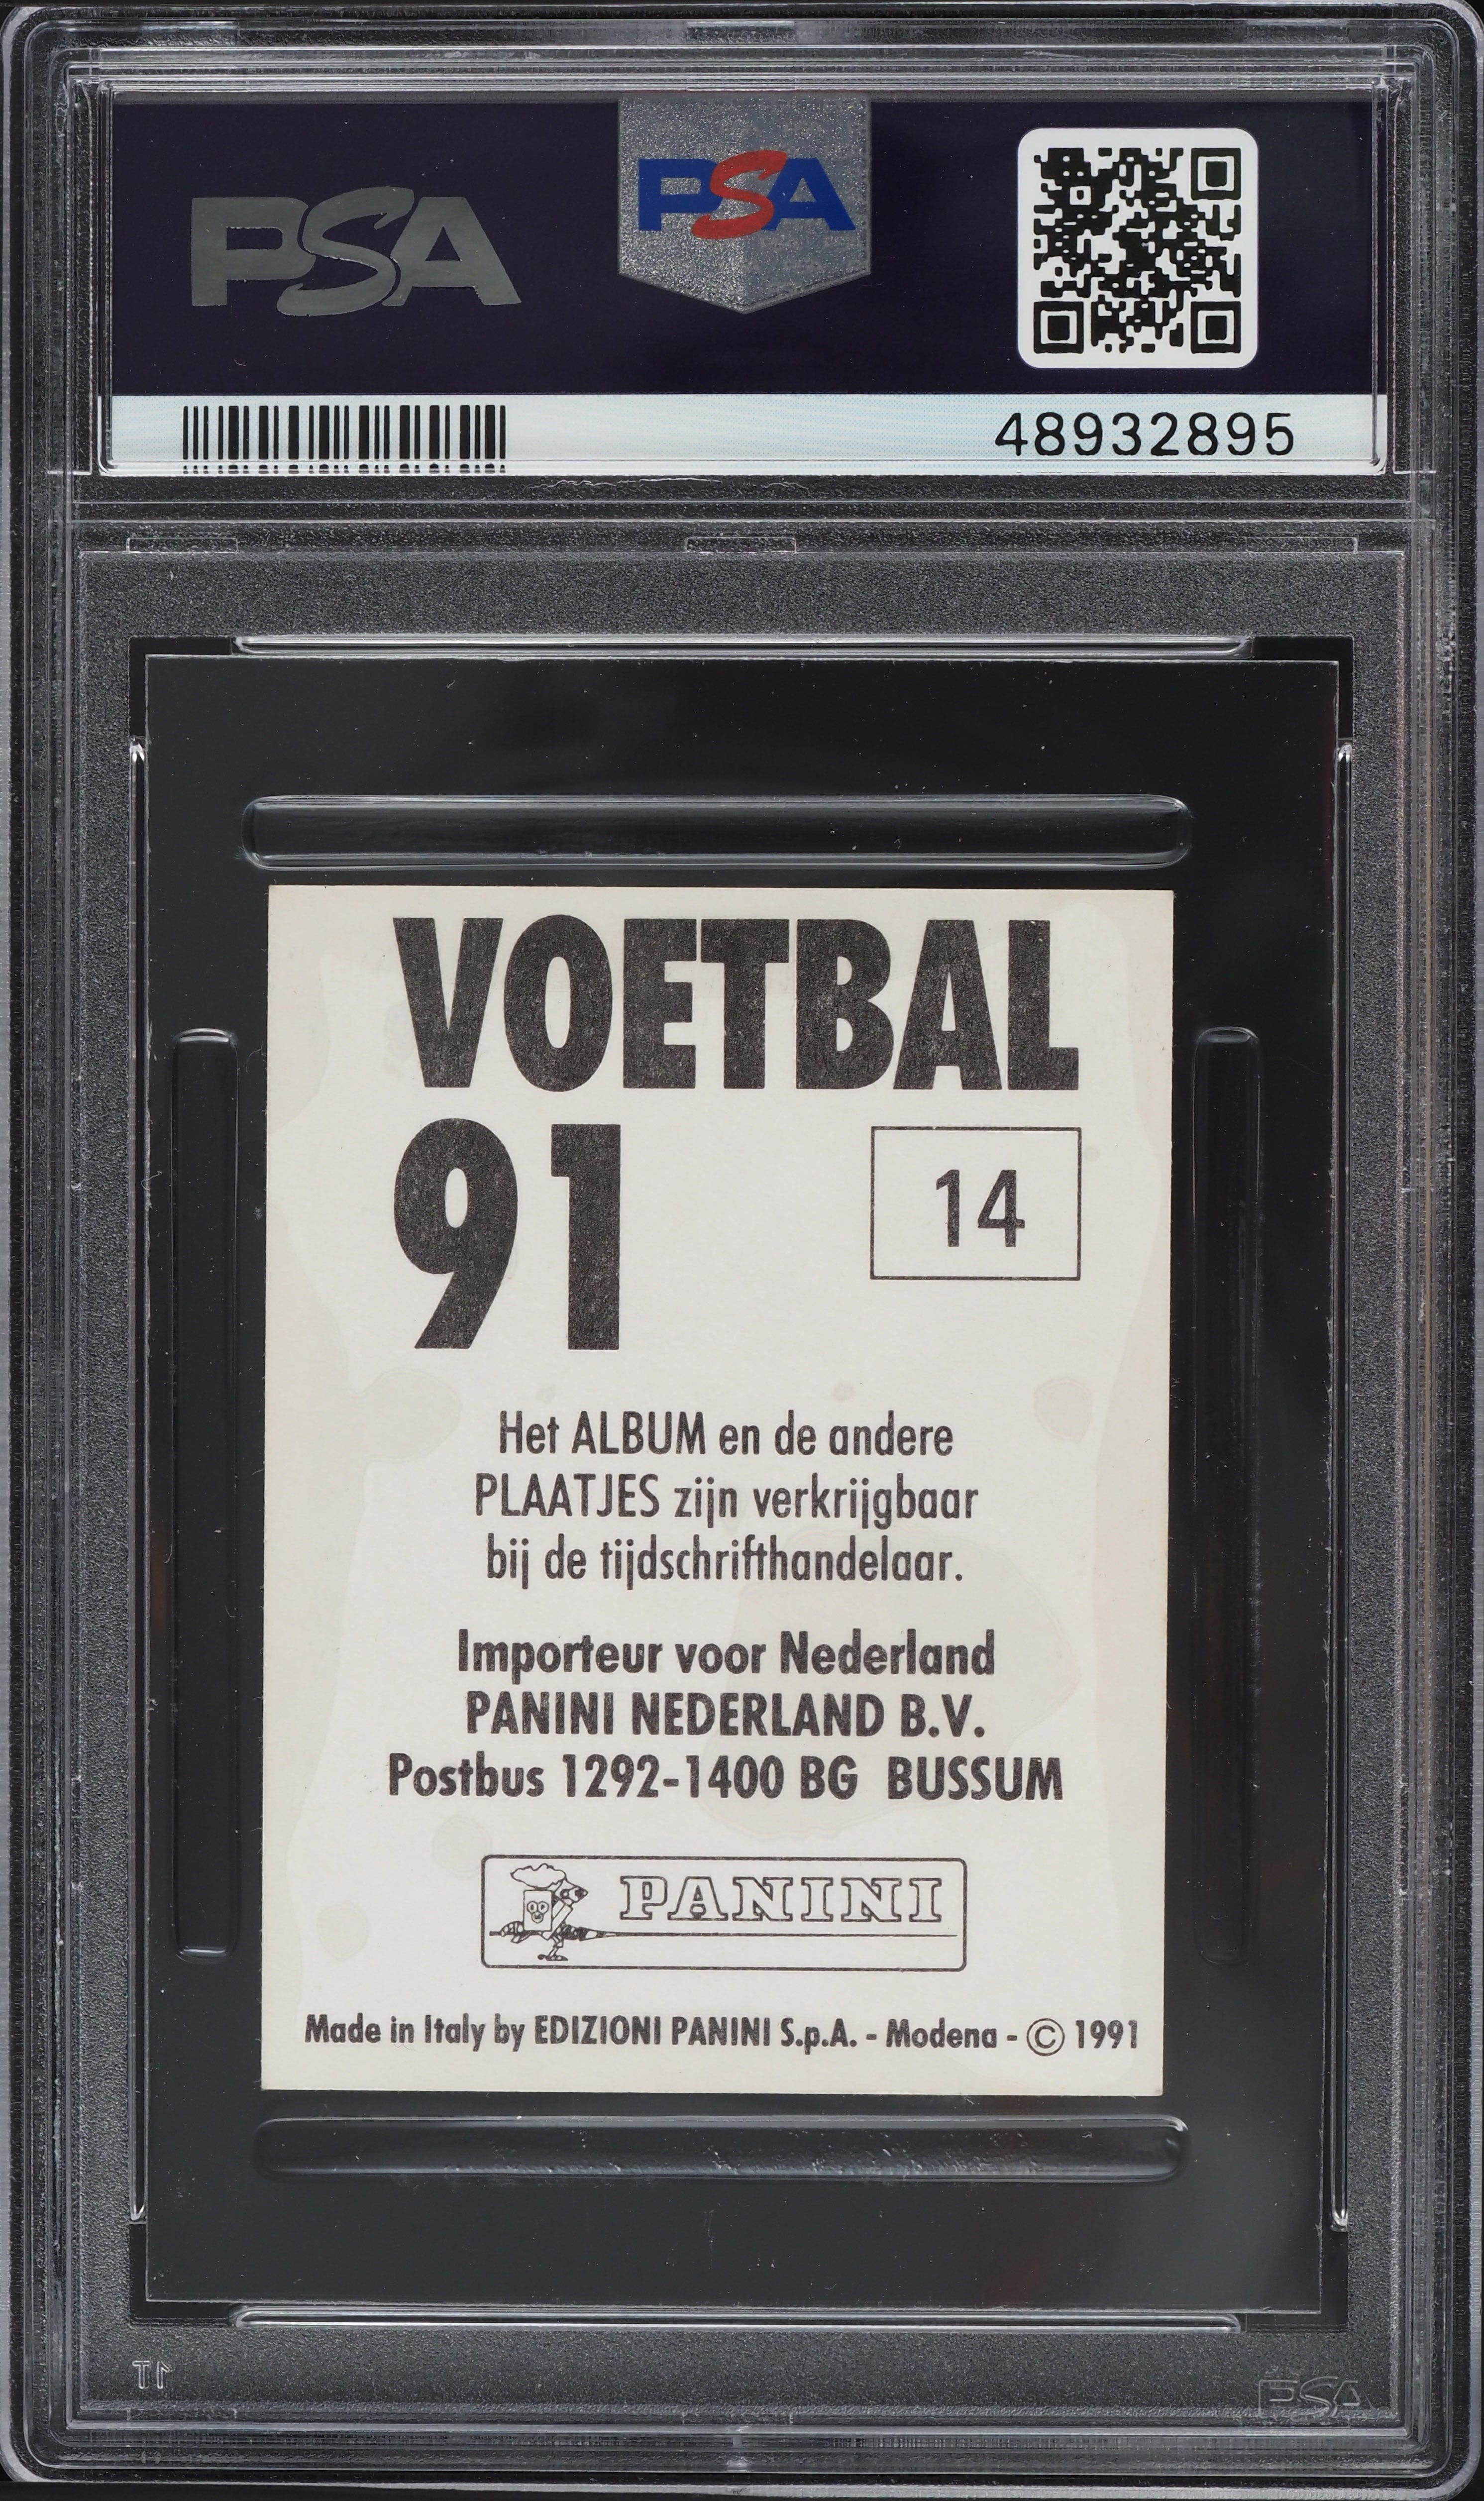 PSA
PSA
48932895
VOETBAL
91
14
Het ALBUM en de andere
PLAATJES zijn verkrijgbaar
bij de tijdschrifthandelaar.
Importeur voor Nederland
PANINI NEDERLAND B.V.
Postbus 1292-1400 BG BUSSUM
PANINI
Made in Italy by EDIZIONI PANINI S.p.A. - Modena - © 1991
PSA